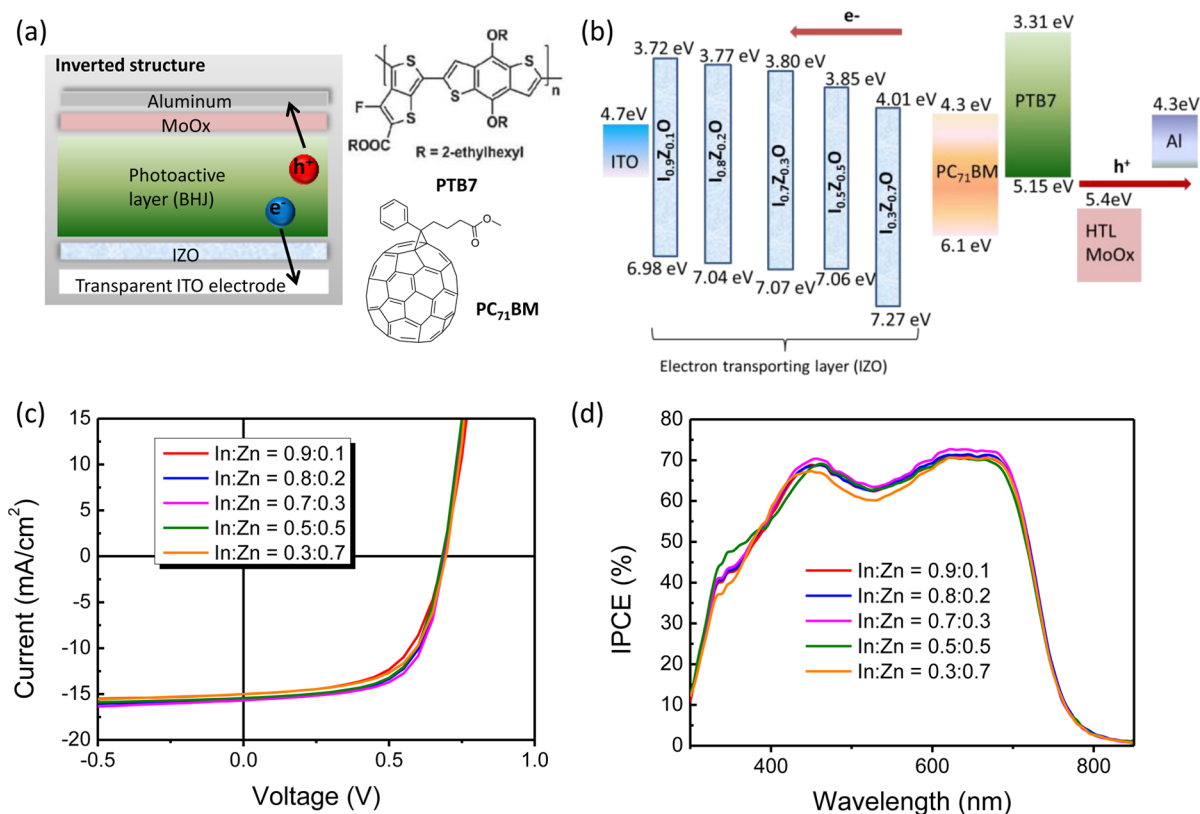 (a)
Inverted structure
Aluminum
MoOx
h+
Photoactive
layer (BHJ)
e-
IZO
Transparent ITO electrode
OR
S
S
n
F
S
S
ROOC
OR
R = 2-ethylhexyl
PTB7
O
O
PC71BM
(b)
e-
3.31 eV
3.72 eV
3.77 eV
3.80 eV
3.85 eV
4.01 eV
4.7eV
4.3 eV
4.3eV
ITO
I0.9Z0.1O
I0.8Z0.2O
I0.7Z0.3O
I0.5Z0.5O
I0.3Z0.7O
PC71BM
PTB7
Al
h+
5.15 eV
5.4eV
HTL
MoOx
6.1 eV
6.98 eV
7.04 eV
7.07 eV
7.06 eV
7.27 eV
Electron transporting layer (IZO)
(c)
Current (mA/cm2)
15
10
5
0
-5
-10
-15
-20
In:Zn = 0.9:0.1
In:Zn = 0.8:0.2
In:Zn = 0.7:0.3
In:Zn = 0.5:0.5
In:Zn = 0.3:0.7
-0.5 0.0 0.5 1.0
Voltage (V)
(d)
IPCE (%)
80
70
60
50
40
30
20
10
0
In:Zn = 0.9:0.1
In:Zn = 0.8:0.2
In:Zn = 0.7:0.3
In:Zn = 0.5:0.5
In:Zn = 0.3:0.7
400 600 800
Wavelength (nm)